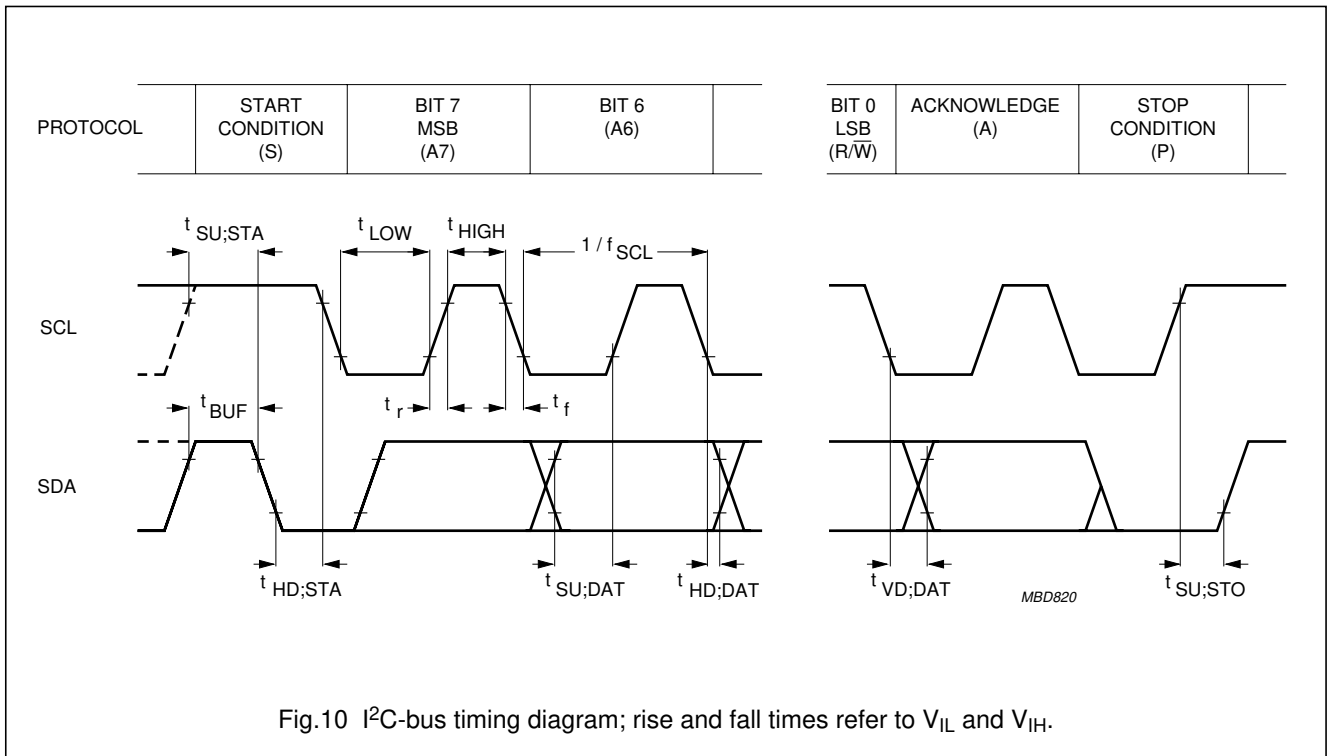 PROTOCOL
START
CONDITION
(S)
BIT 7
MSB
(A7)
BIT 6
(A6)
BIT 0
LSB
(R/W̅)
ACKNOWLEDGE
(A)
STOP
CONDITION
(P)
t SU;STA
t LOW
t HIGH
1 / f SCL
SCL
t BUF
t r
t f
SDA
t HD;STA
t SU;DAT
t HD;DAT
t VD;DAT
MBD820
t SU;STO
Fig.10 I²C-bus timing diagram; rise and fall times refer to VIL and VIH.